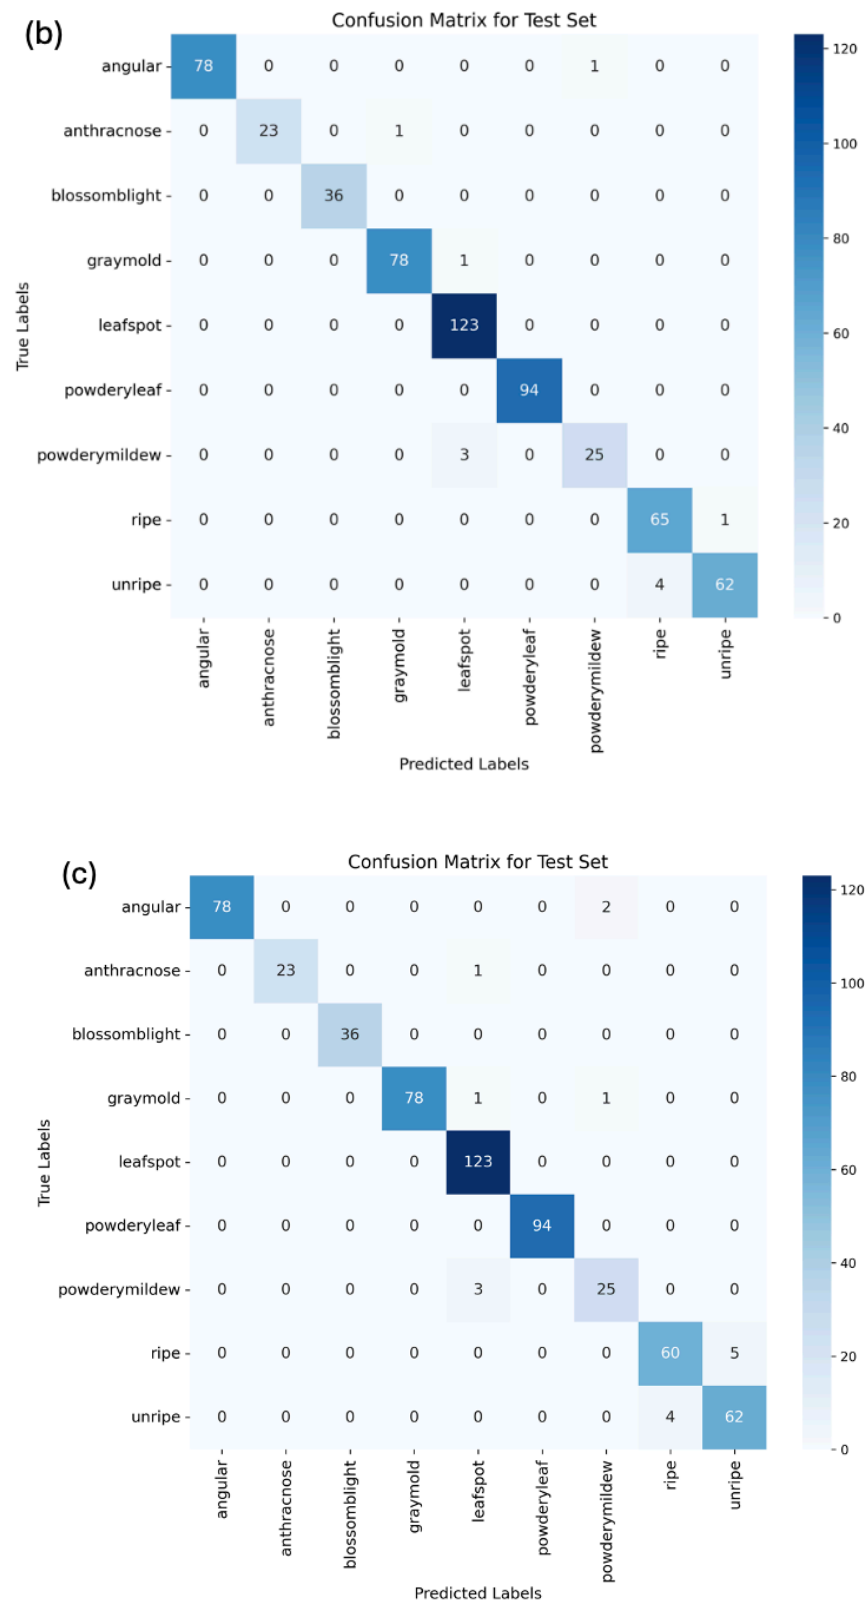 (b)
Confusion Matrix for Test Set
angular 78 0 0 0 0 0 1 0 0
anthracnose 0 23 0 1 0 0 0 0 0
blossomblight 0 0 36 0 0 0 0 0 0
graymold 0 0 0 78 1 0 0 0 0
leafspot 0 0 0 0 123 0 0 0 0
powderyleaf 0 0 0 0 0 94 0 0 0
powderymildew 0 0 0 0 3 0 25 0 0
ripe 0 0 0 0 0 0 0 65 1
unripe 0 0 0 0 0 0 0 4 62
True Labels
angular
anthracnose
blossomblight
graymold
leafspot
powderyleaf
powderymildew
ripe
unripe
Predicted Labels
120
100
80
60
40
20
0
(c)
Confusion Matrix for Test Set
angular 78 0 0 0 0 0 2 0 0
anthracnose 0 23 0 0 1 0 0 0 0
blossomblight 0 0 36 0 0 0 0 0 0
graymold 0 0 0 78 1 0 1 0 0
leafspot 0 0 0 0 123 0 0 0 0
powderyleaf 0 0 0 0 0 94 0 0 0
powderymildew 0 0 0 0 3 0 25 0 0
ripe 0 0 0 0 0 0 0 60 5
unripe 0 0 0 0 0 0 0 4 62
True Labels
angular
anthracnose
blossomblight
graymold
leafspot
powderyleaf
powderymildew
ripe
unripe
Predicted Labels
120
100
80
60
40
20
0